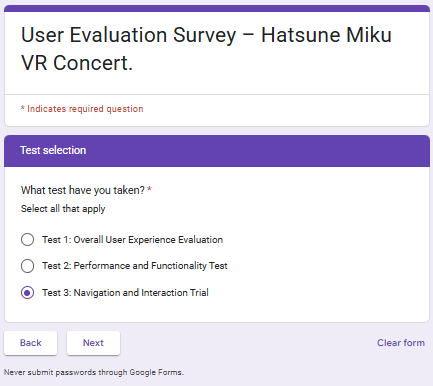 User Evaluation Survey – Hatsune Miku
VR Concert.
* Indicates required question
Test selection
What test have you taken? *
Select all that apply
Test 1: Overall User Experience Evaluation
Test 2: Performance and Functionality Test
Test 3: Navigation and Interaction Trial
Back
Next
Clear form
Never submit passwords through Google Forms.